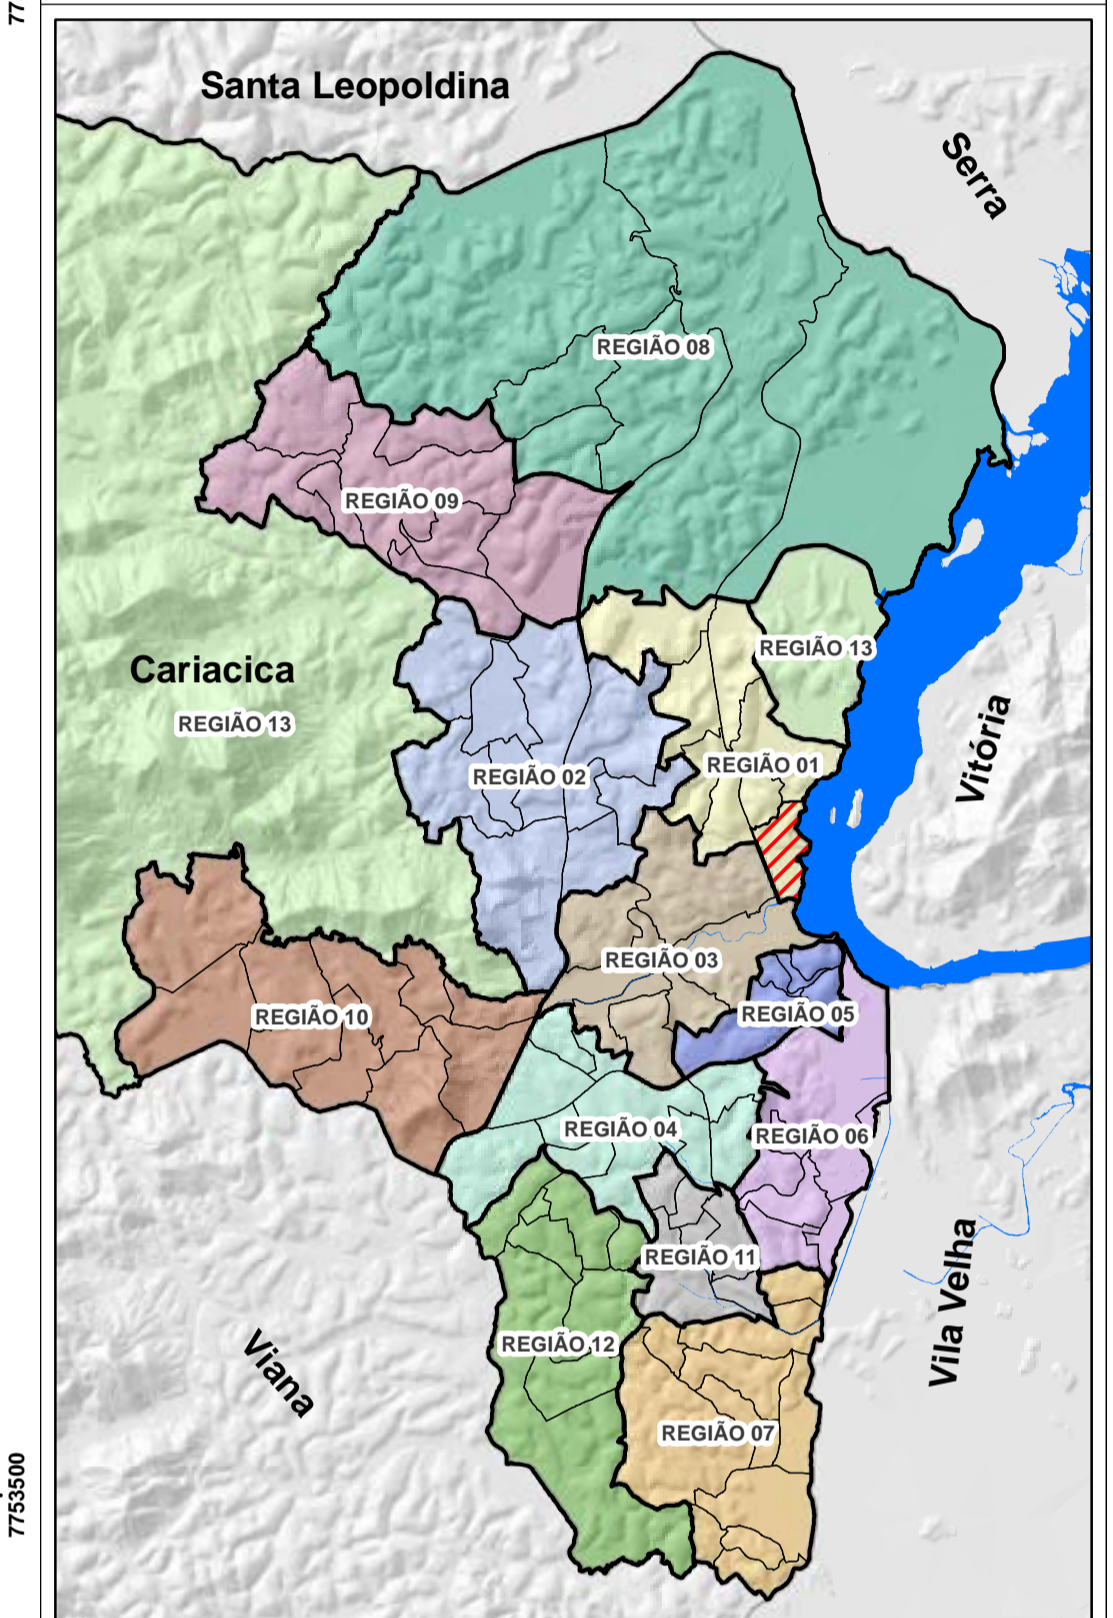 77
Santa Leopoldina
Serra
REGIÃO 08
REGIÃO 09
REGIÃO 13
Cariacica
REGIÃO 13
Vitória
REGIÃO 01
REGIÃO 02
REGIÃO 03
REGIÃO 05
REGIÃO 10
REGIÃO 04
REGIÃO 06
REGIÃO 11
Vila Velha
REGIÃO 12
Viana
REGIÃO 07
7753500